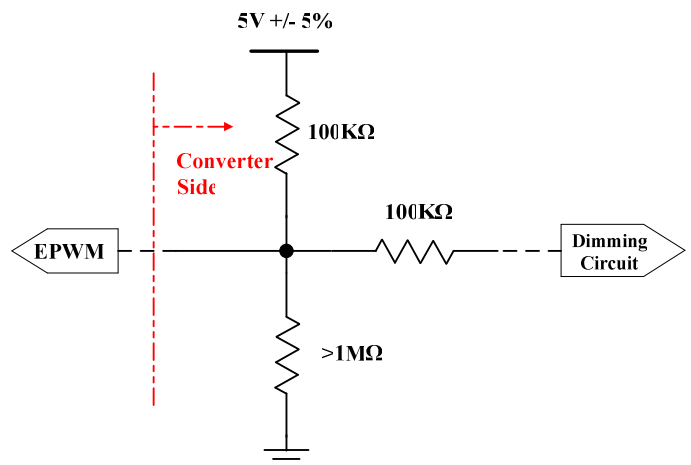 5V +/- 5%
100KΩ
Converter
Side
100KΩ
EPWM
Dimming
Circuit
>1MΩ